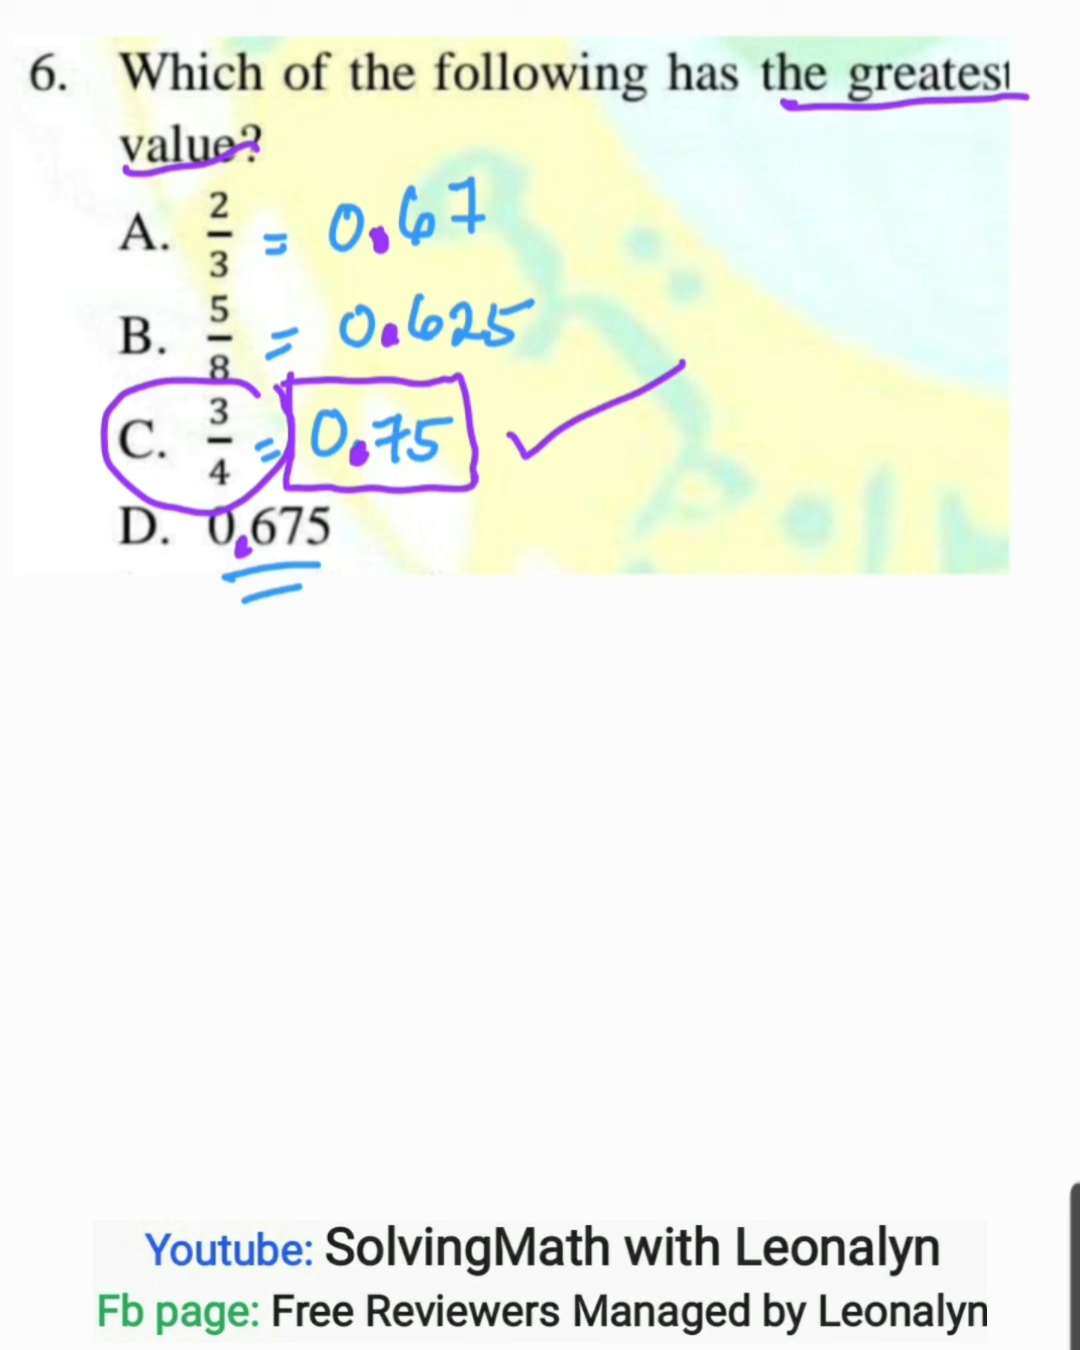 6. Which of the following has the greatest
value?
A. 2/3 = 0.67
B. 5/8 = 0.625
C. 3/4 = 0.75
D. 0.675
Youtube: SolvingMath with Leonalyn
Fb page: Free Reviewers Managed by Leonalyn